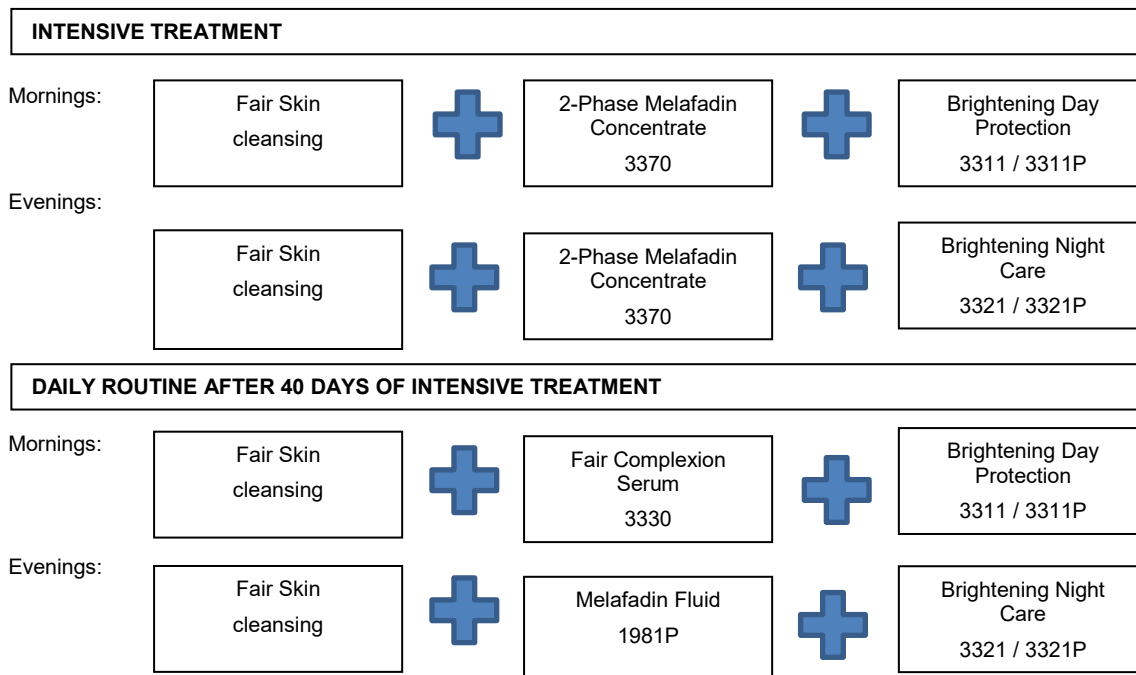 INTENSIVE TREATMENT
Mornings:
Fair Skin
cleansing
2-Phase Melafadin
Concentrate
3370
Brightening Day
Protection
3311 / 3311P
Evenings:
Fair Skin
cleansing
2-Phase Melafadin
Concentrate
3370
Brightening Night
Care
3321 / 3321P
DAILY ROUTINE AFTER 40 DAYS OF INTENSIVE TREATMENT
Mornings:
Fair Skin
cleansing
Fair Complexion
Serum
3330
Brightening Day
Protection
3311 / 3311P
Evenings:
Fair Skin
cleansing
Melafadin Fluid
1981P
Brightening Night
Care
3321 / 3321P